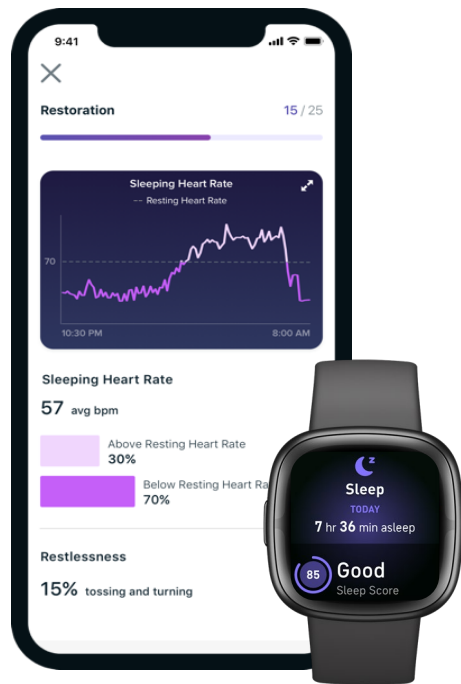 9:41
Restoration
15 / 25
Sleeping Heart Rate
-- Resting Heart Rate
70
10:30 PM
8:00 AM
Sleeping Heart Rate
57 avg bpm
Above Resting Heart Rate
30%
Below Resting Heart
70%
Restlessness
15% tossing and turning
Sleep
TODAY
7 hr 36 min asleep
85
Good
Sleep Score